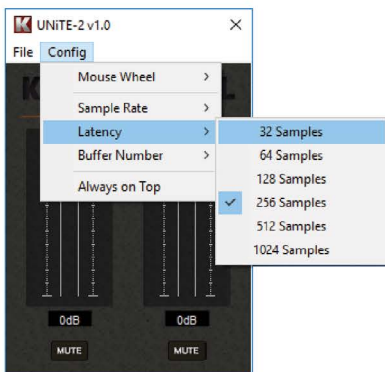 UNiTE-2 v1.0
File Config
Mouse Wheel
Sample Rate
Latency
Buffer Number
Always on Top
32 Samples
64 Samples
128 Samples
256 Samples
512 Samples
1024 Samples
0dB 0dB
MUTE MUTE